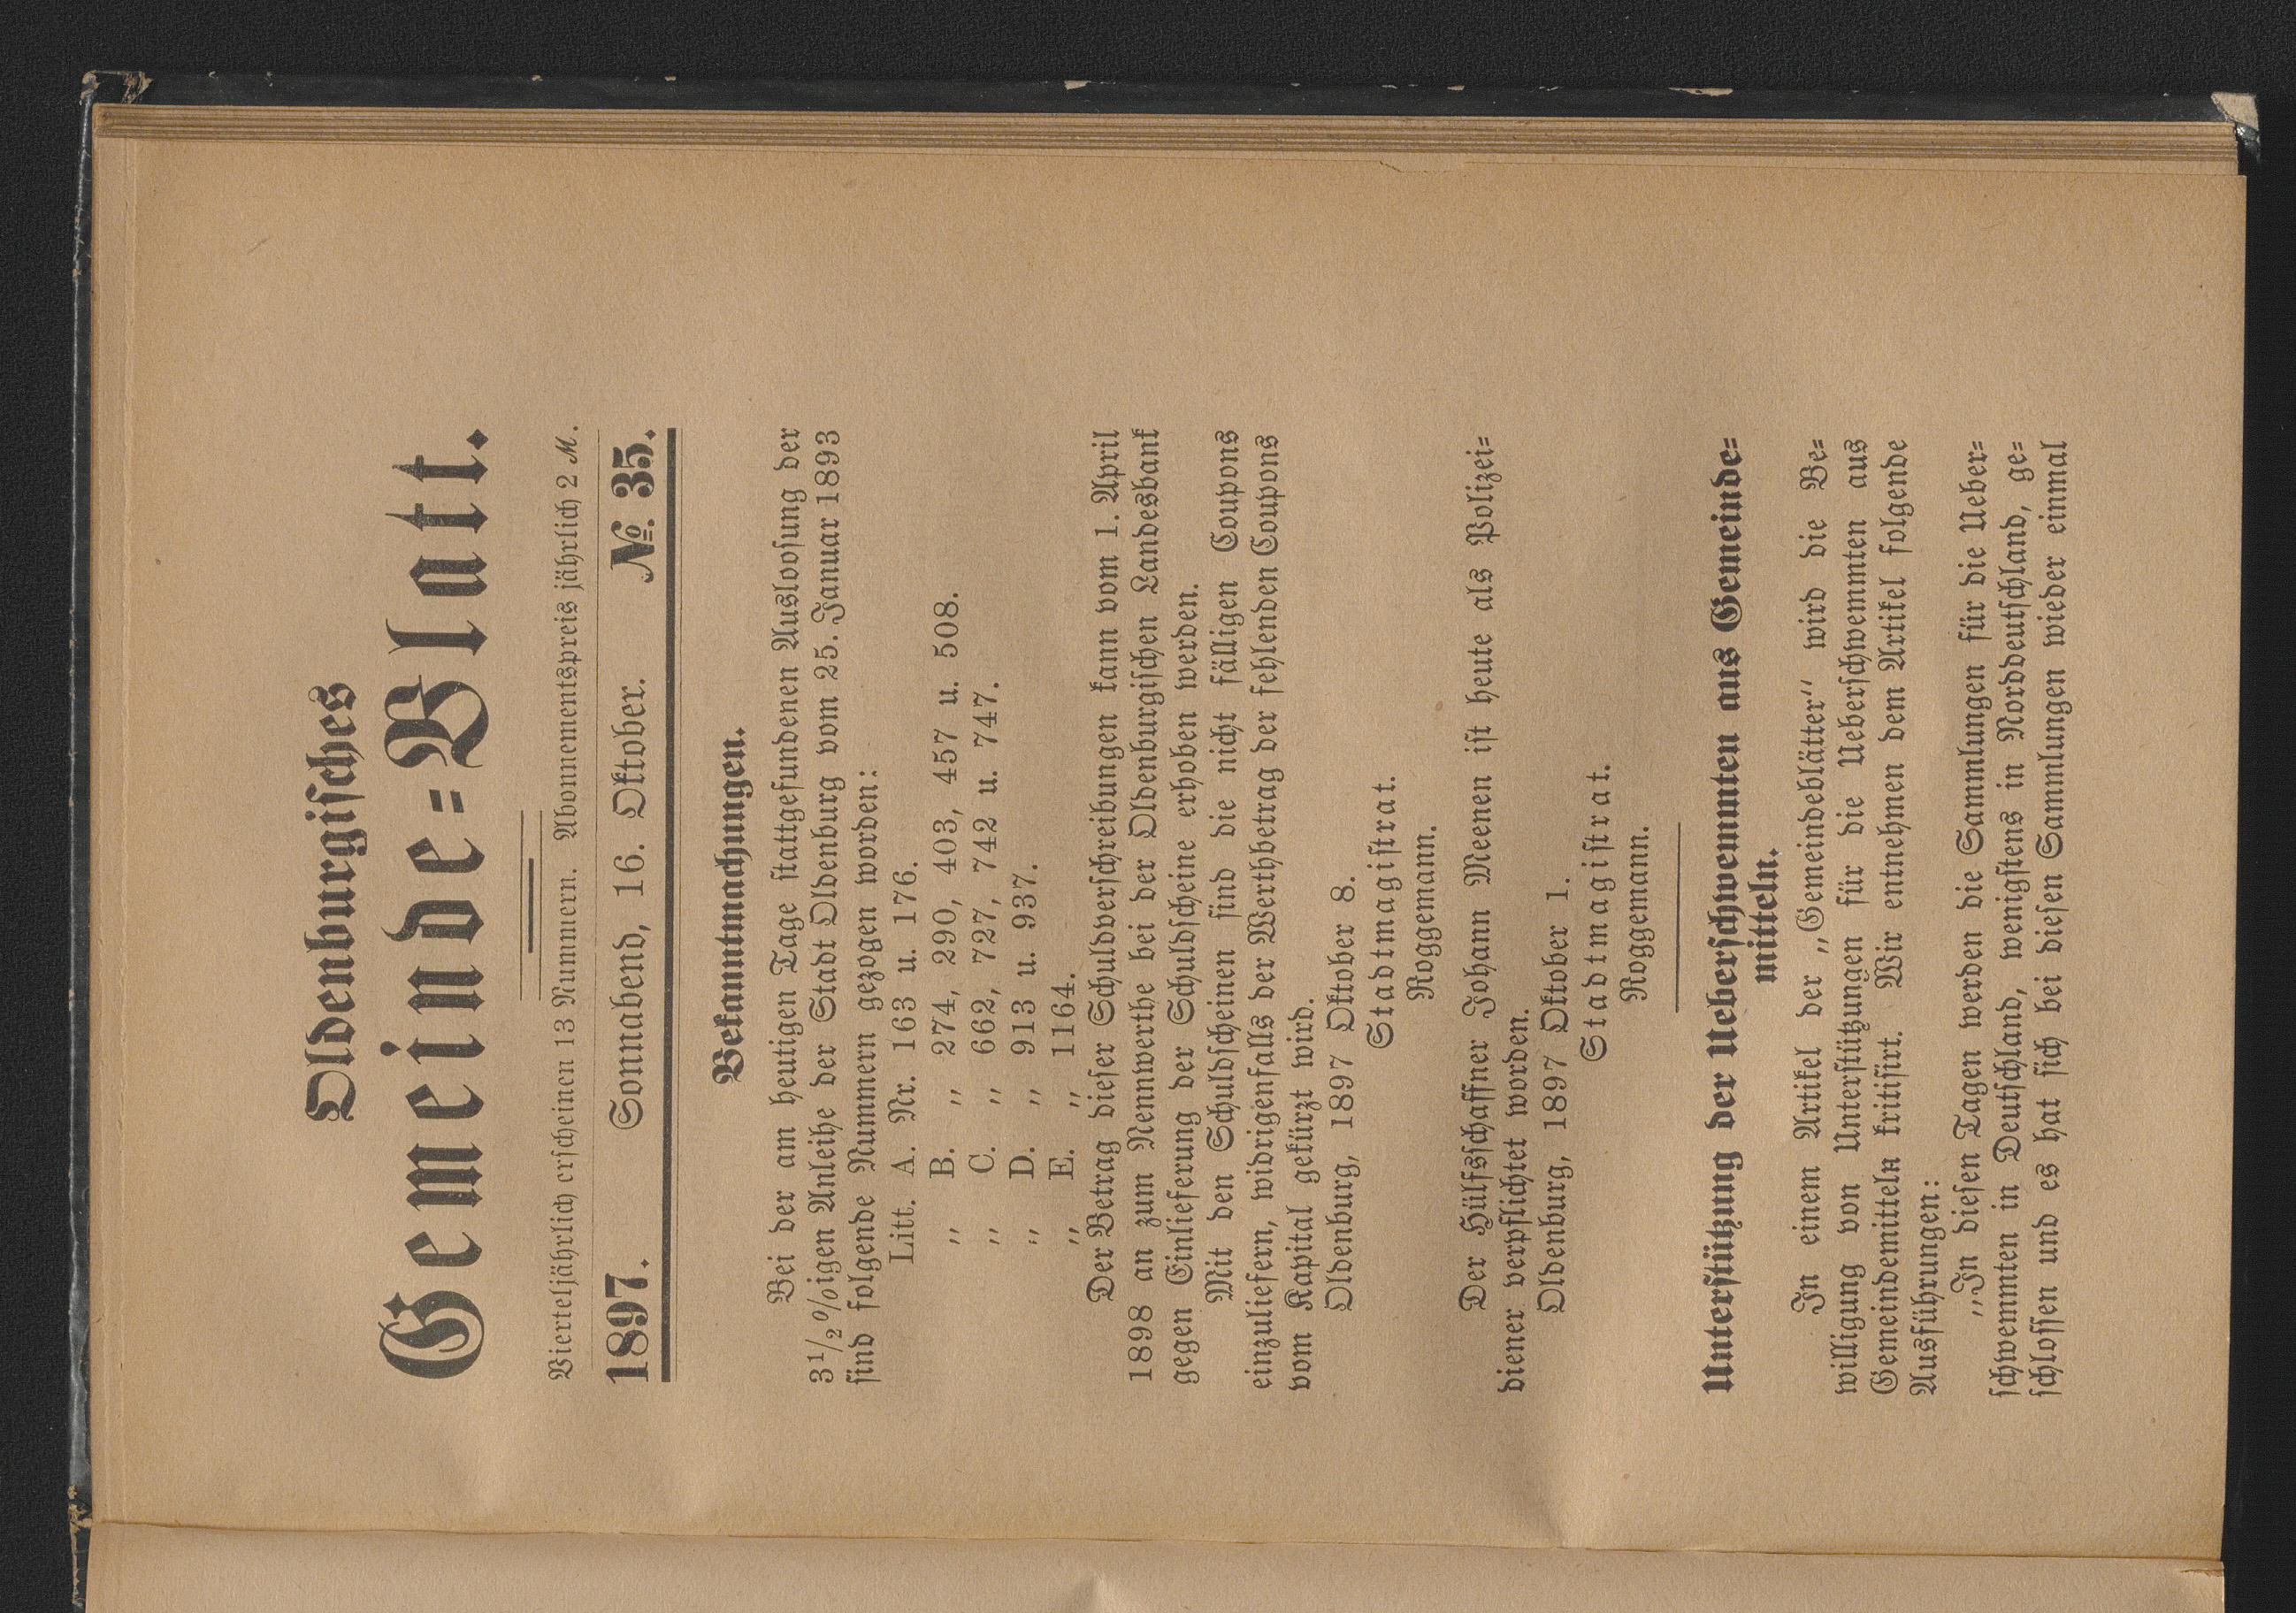 Oldenburgisches
Gemeinde=Blatt.
Vierteljährlich erscheinen 13 Nummern. Abonnementspreis jährlich 2 ℳ.
1897. Sonnabend, 16. Oktober. №. 35.
Bekanntmachungen.
Bei der am heutigen Tage stattgefundenen Ausloosung der
3½%igen Anleihe der Stadt Oldenburg vom 25. Januar 1893
sind folgende Nummern gezogen worden:
Litt. A. Nr. 163 u. 176.
„ B. „ 274, 290, 403, 457 u. 508.
„ C. „ 662, 727, 742 u. 747.
„ D. „ 913 u. 937.
„ E. „ 1164.
Der Betrag dieser Schuldverschreibungen kann vom 1. April
1898 an zum Nennwerthe bei der Oldenburgischen Landesbank
gegen Einlieferung der Schuldscheine erhoben werden.
Mit den Schuldscheinen sind die nicht fälligen Coupons
einzuliefern, widrigenfalls der Werthbetrag der fehlenden Coupons
vom Kapital gekürzt wird.
Oldenburg, 1897 Oktober 8.
Stadtmagistrat.
Roggemann.
Der Hülfsschaffner Johann Meenen ist heute als Polizei=
diener verpflichtet worden.
Oldenburg, 1897 Oktober 1.
Stadtmagistrat.
Roggemann.
Unterstützung der Ueberschwemmten aus Gemeinde=
mitteln.
In einem Artikel der „Gemeindeblätter“ wird die Be=
willigung von Unterstützungen für die Ueberschwemmten aus
Gemeindemitteln kritisirt. Wir entnehmen dem Artikel folgende
Ausführungen:
„In diesen Tagen werden die Sammlungen für die Ueber=
schwemmten in Deutschland, wenigstens in Norddeutschland, ge=
schlossen und es hat sich bei diesen Sammlungen wieder einmal